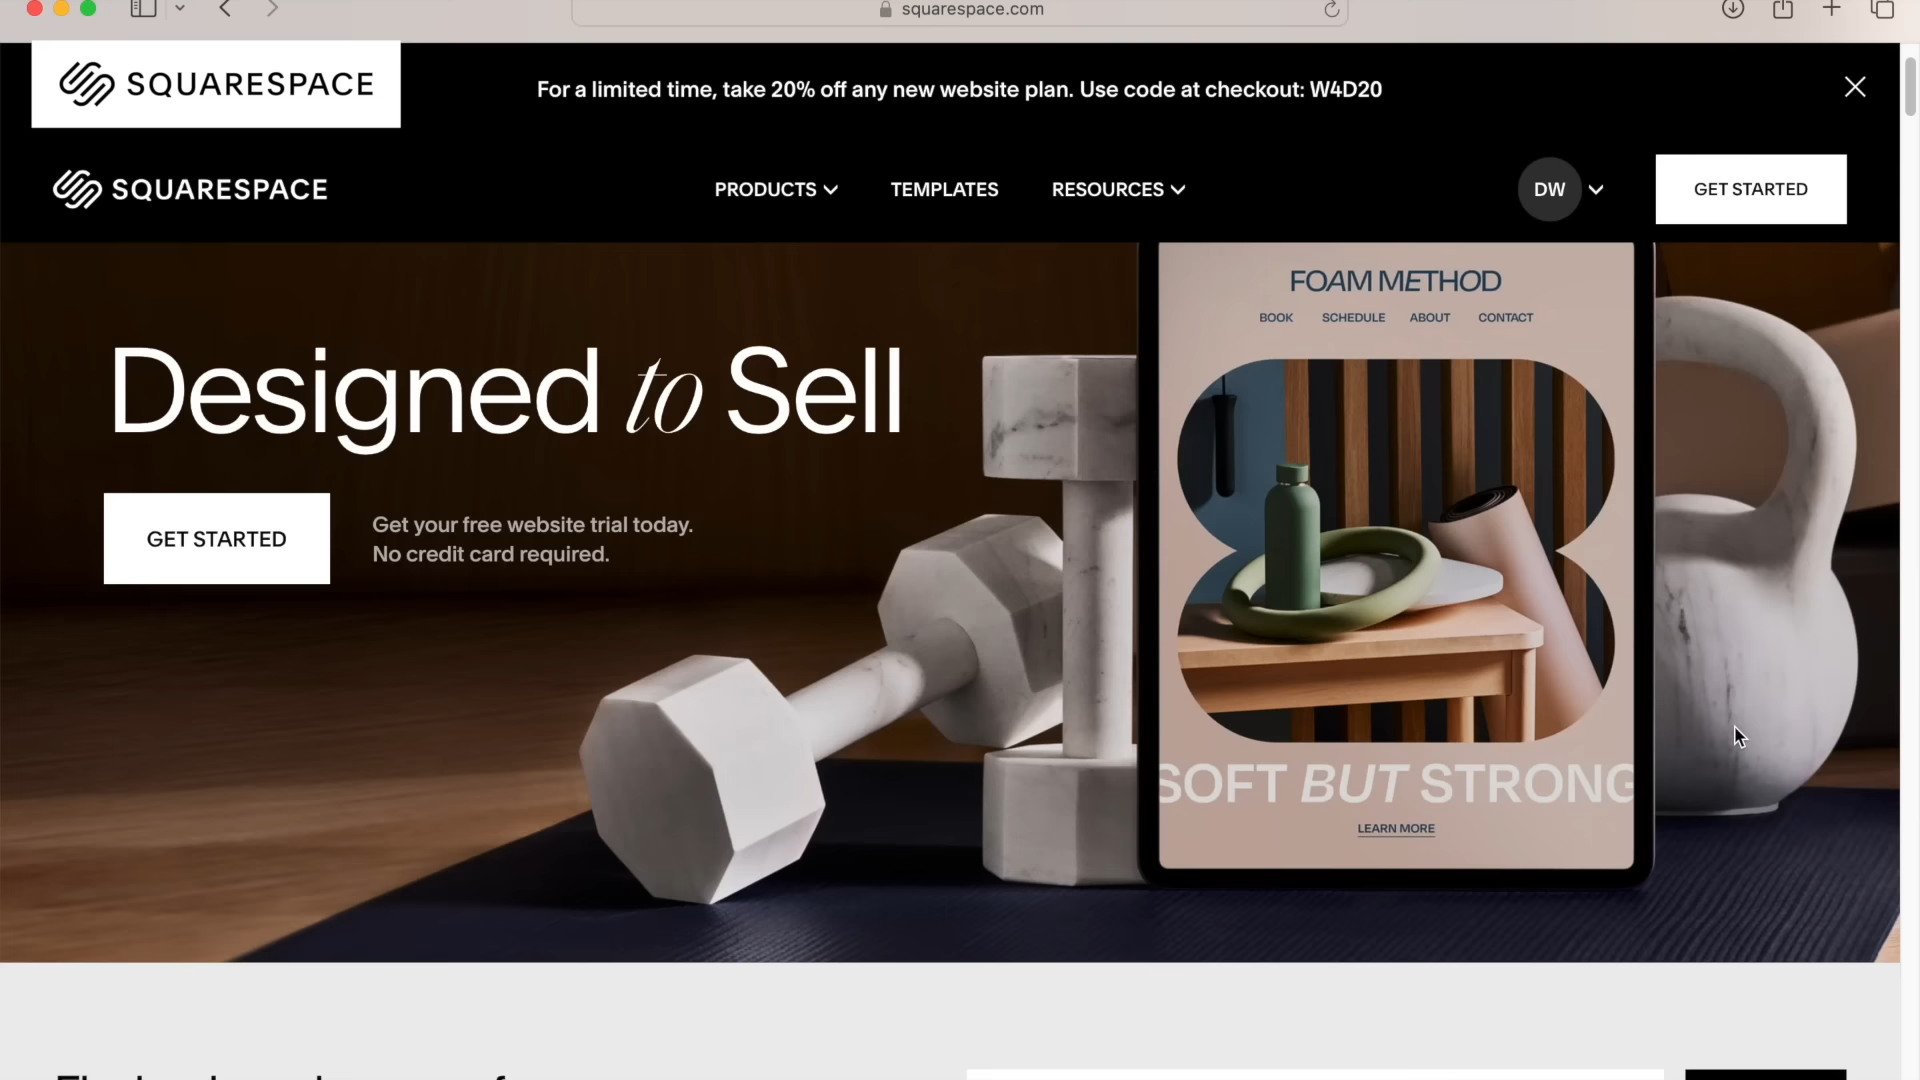 squarespace.com
SQUARESPACE
For a limited time, take 20% off any new website plan. Use code at checkout: W4D20
SQUARESPACE
PRODUCTS
TEMPLATES
RESOURCES
DW
GET STARTED
Designed to Sell
GET STARTED
Get your free website trial today.
No credit card required.
FOAM METHOD
BOOK
SCHEDULE
ABOUT
CONTACT
SOFT BUT STRONG
LEARN MORE